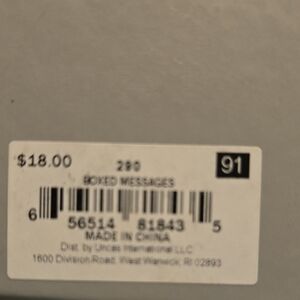 $18.00 290 91
BOXED MESSAGES
6 56514 81843 5
MADE IN CHINA
Dist. by Uncas International LLC
1600 Division Road, West Warwick, RI 02893